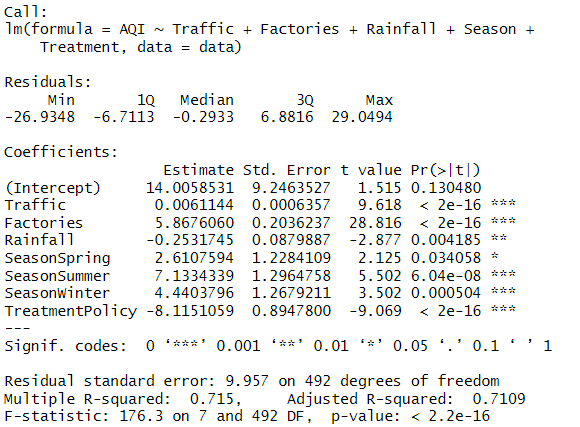 Call:
lm(formula = AQI ~ Traffic + Factories + Rainfall + Season +
    Treatment, data = data)
Residuals:
     Min       1Q   Median       3Q      Max
-26.9348  -6.7113  -0.2933   6.8816  29.0494
Coefficients:
                  Estimate Std. Error t value Pr(>|t|)
(Intercept)     14.0058531  9.2463527   1.515 0.130480
Traffic          0.0061144  0.0006357   9.618  < 2e-16 ***
Factories        5.8676060  0.2036237  28.816  < 2e-16 ***
Rainfall        -0.2531745  0.0879887  -2.877 0.004185 **
SeasonSpring     2.6107594  1.2284109   2.125 0.034058 *
SeasonSummer     7.1334339  1.2964758   5.502 6.04e-08 ***
SeasonWinter     4.4403796  1.2679211   3.502 0.000504 ***
TreatmentPolicy -8.1151059  0.8947800  -9.069  < 2e-16 ***
---
Signif. codes:  0 ‘***’ 0.001 ‘**’ 0.01 ‘*’ 0.05 ‘.’ 0.1 ‘ ’ 1
Residual standard error: 9.957 on 492 degrees of freedom
Multiple R-squared:  0.715,     Adjusted R-squared:  0.7109
F-statistic: 176.3 on 7 and 492 DF,  p-value: < 2.2e-16